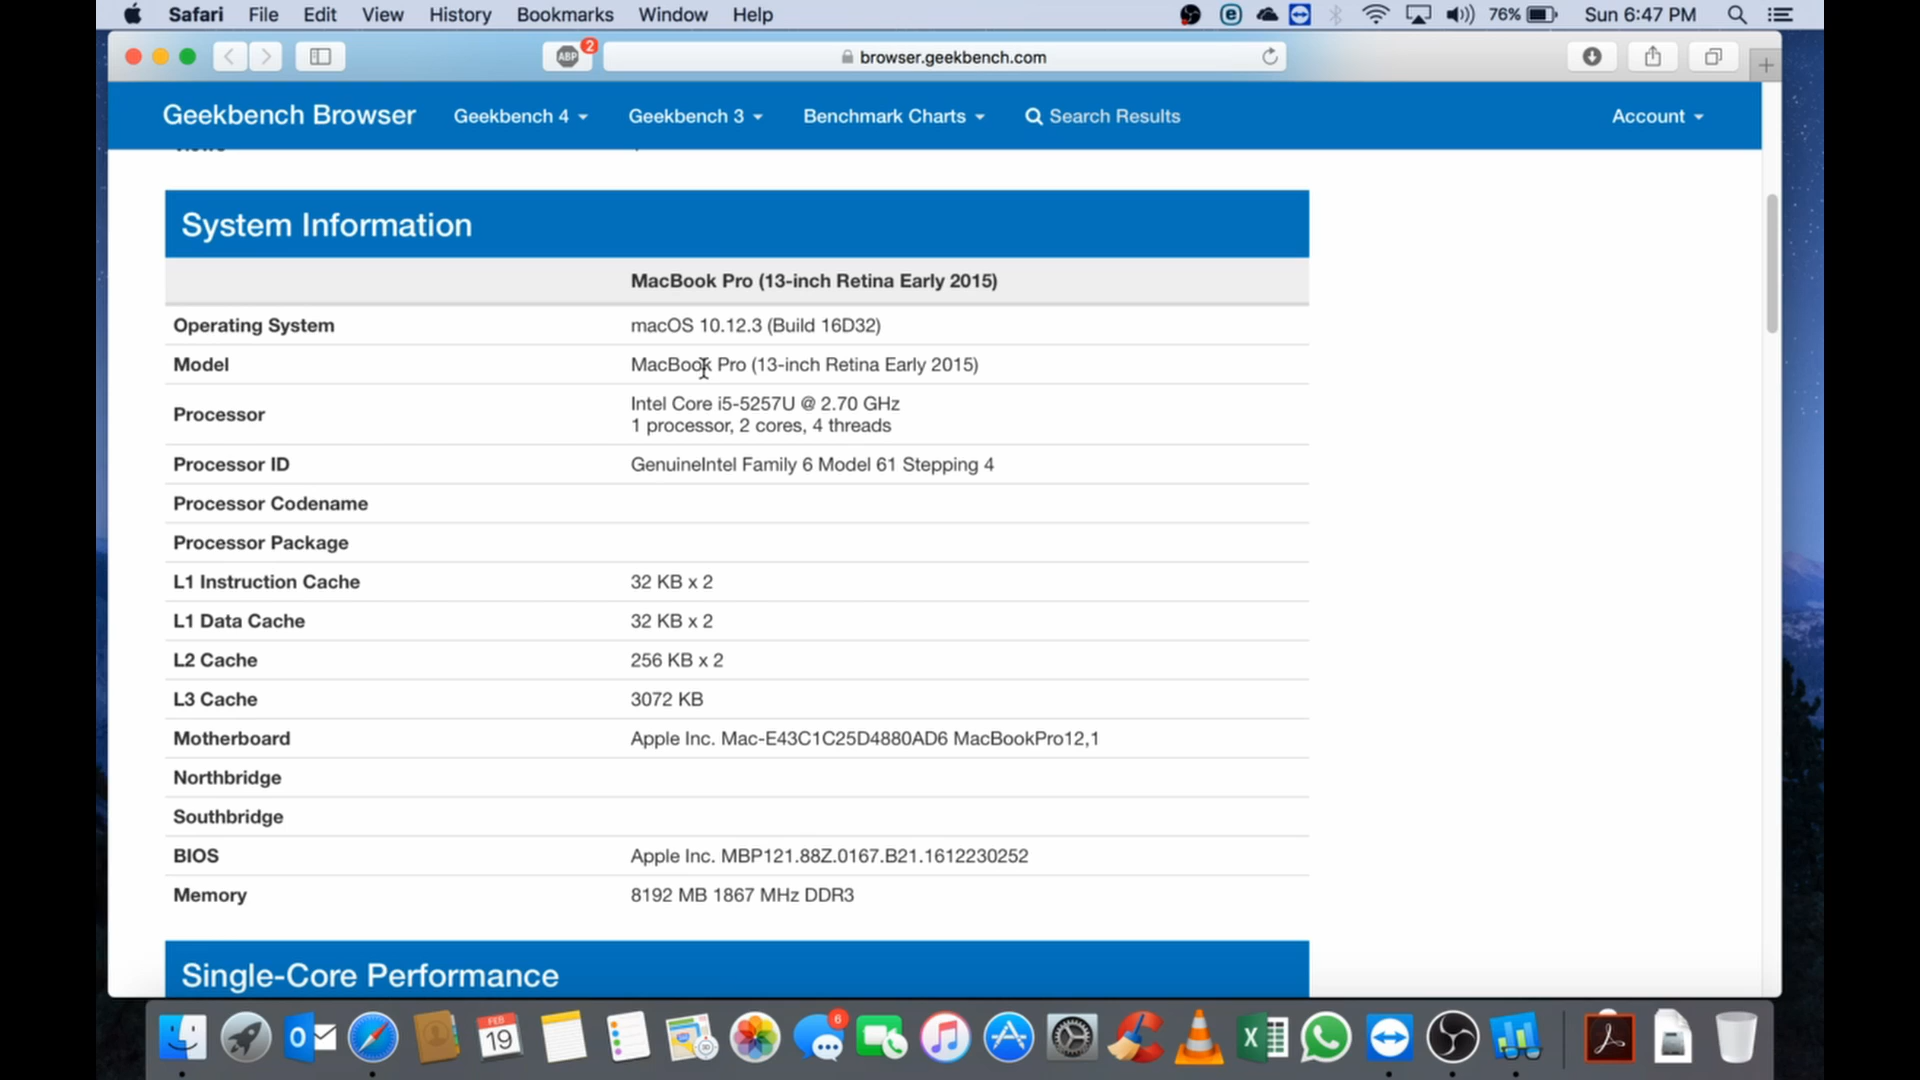 Safari File Edit View History Bookmarks Window Help 76% Sun 6:47 PM
ABP 2 browser.geekbench.com
Geekbench Browser Geekbench 4 Geekbench 3 Benchmark Charts Search Results Account
System Information
MacBook Pro (13-inch Retina Early 2015)
Operating System macOS 10.12.3 (Build 16D32)
Model MacBook Pro (13-inch Retina Early 2015)
Processor Intel Core i5-5257U @ 2.70 GHz
1 processor, 2 cores, 4 threads
Processor ID GenuineIntel Family 6 Model 61 Stepping 4
Processor Codename
Processor Package
L1 Instruction Cache 32 KB x 2
L1 Data Cache 32 KB x 2
L2 Cache 256 KB x 2
L3 Cache 3072 KB
Motherboard Apple Inc. Mac-E43C1C25D4880AD6 MacBookPro12,1
Northbridge
Southbridge
BIOS Apple Inc. MBP121.88Z.0167.B21.1612230252
Memory 8192 MB 1867 MHz DDR3
Single-Core Performance
FEB
19
6